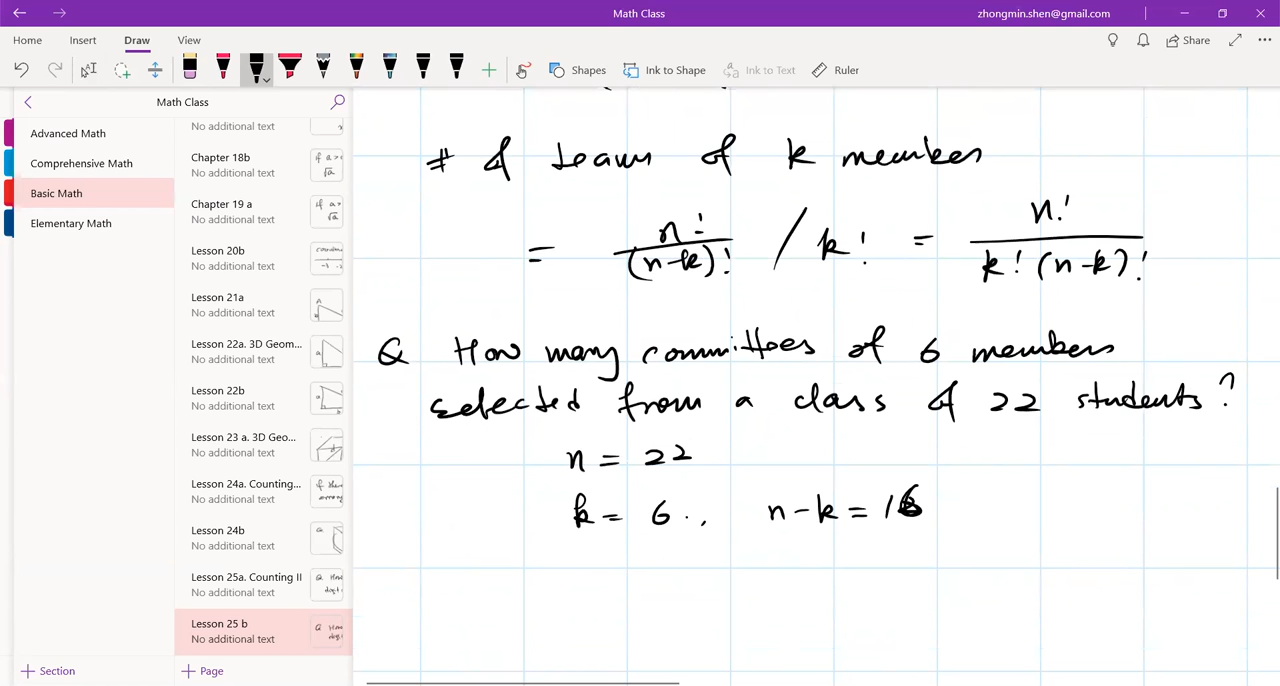 Math Class
zhongmin.shen@gmail.com
Home
Insert
Draw
View
Share
Shapes
Ink to Shape
Ink to Text
Ruler
Math Class
Advanced Math
Comprehensive Math
Basic Math
Elementary Math
No additional text
Chapter 18b
No additional text
Chapter 19 a
No additional text
Lesson 20b
No additional text
Lesson 21a
No additional text
Lesson 22a. 3D Geom...
No additional text
Lesson 22b
No additional text
Lesson 23 a. 3D Geo...
No additional text
Lesson 24a. Counting...
No additional text
Lesson 24b
No additional text
Lesson 25a. Counting II
No additional text
Lesson 25 b
No additional text
Section
Page
# of teams of k member
= n!/(n-k)! / k! = n!/k!(n-k)!
Q How many committees of 6 members
selected from a class of 22 students?
n = 22
k = 6 ., n-k = 16